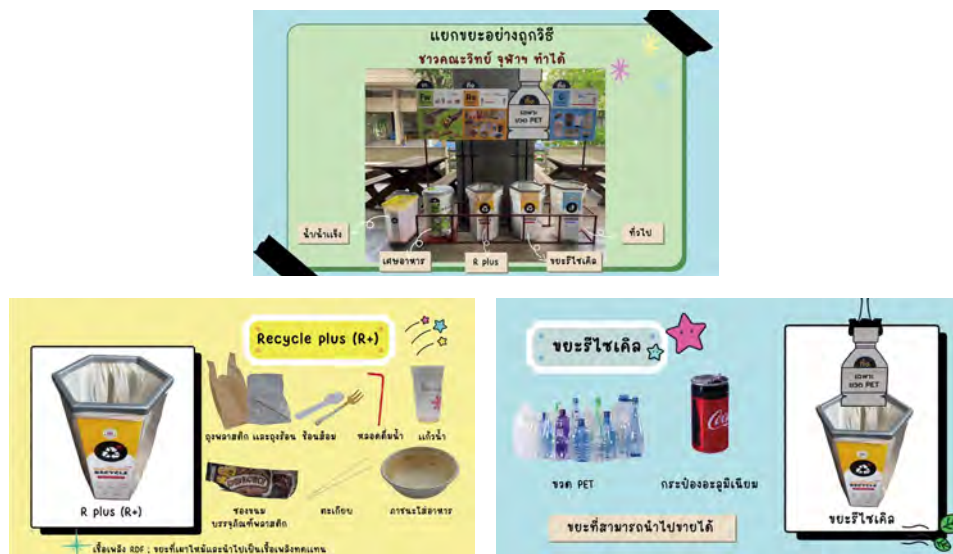 แยกขยะอย่างถูกวิธี
ชาวคณะวิทย์ จุฬาฯ ทำได้
เฉพาะ
ขวด PET
น้ำ/น้ำแข็ง
เศษอาหาร
R plus
ขยะรีไซเคิล
ทั่วไป
Recycle plus (R+)
ถุงพลาสติก และถุงร้อน
ช้อนส้อม
หลอดดื่มน้ำ
แก้วน้ำ
ซองขนม
บรรจุภัณฑ์พลาสติก
ตะเกียบ
ภาชนะใส่อาหาร
RECYCLE
R plus (R+)
เชื้อเพลิง RDF ; ขยะที่เผาไหม้และนำไปเป็นเชื้อเพลิงทดแทน
ขยะรีไซเคิล
ขวด PET
กระป๋องอะลูมิเนียม
ขยะที่สามารถนำไปขายได้
เฉพาะ
ขวด PET
RECYCLE
ขยะรีไซเคิล